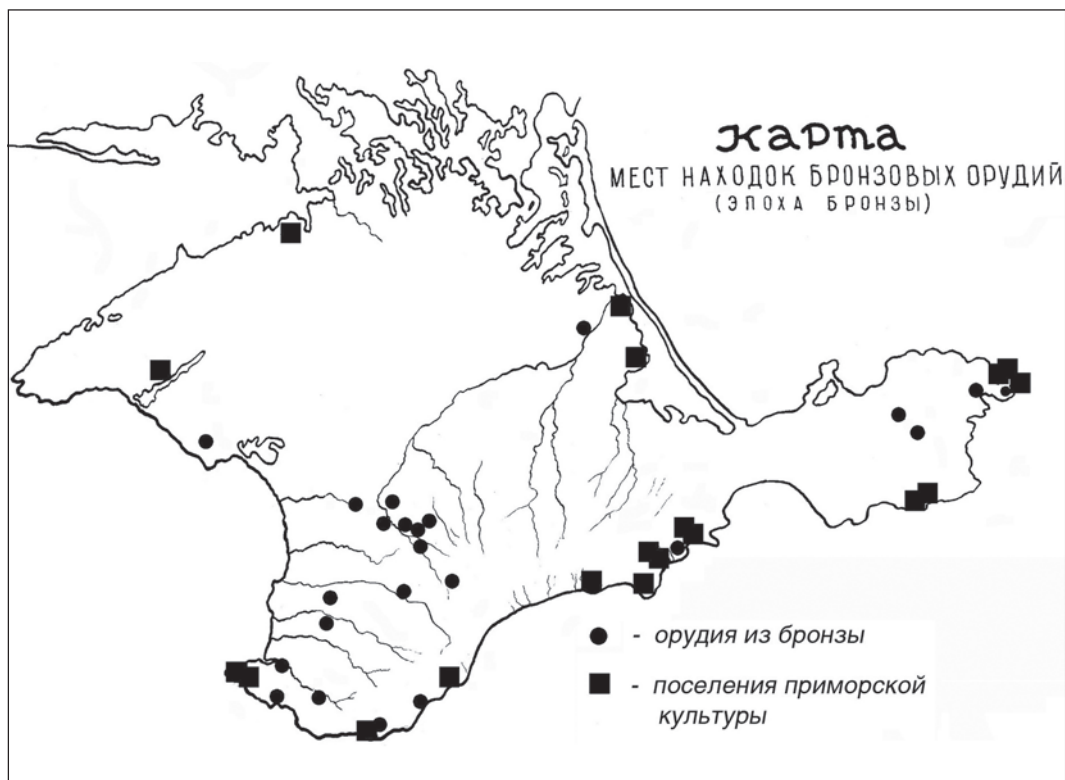 Карта
МЕСТ НАХОДОК БРОНЗОВЫХ ОРУДИЙ
(ЭПОХА БРОНЗЫ)
- орудия из бронзы
- поселения приморской
культуры